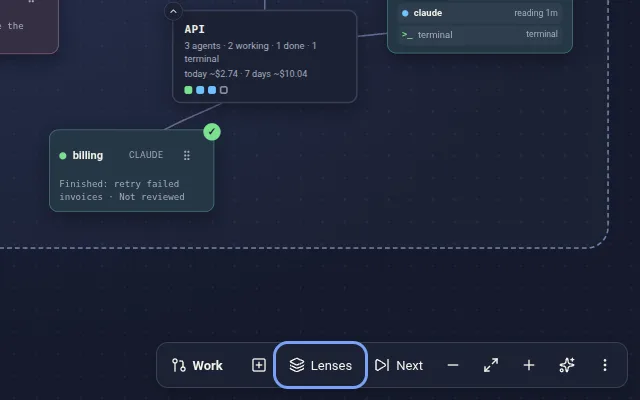 e the
claude reading 1m
>_ terminal terminal
API
3 agents · 2 working · 1 done · 1
terminal
today ~$2.74 · 7 days ~$10.04
billing CLAUDE
Finished: retry failed
invoices · Not reviewed
Work Lenses Next